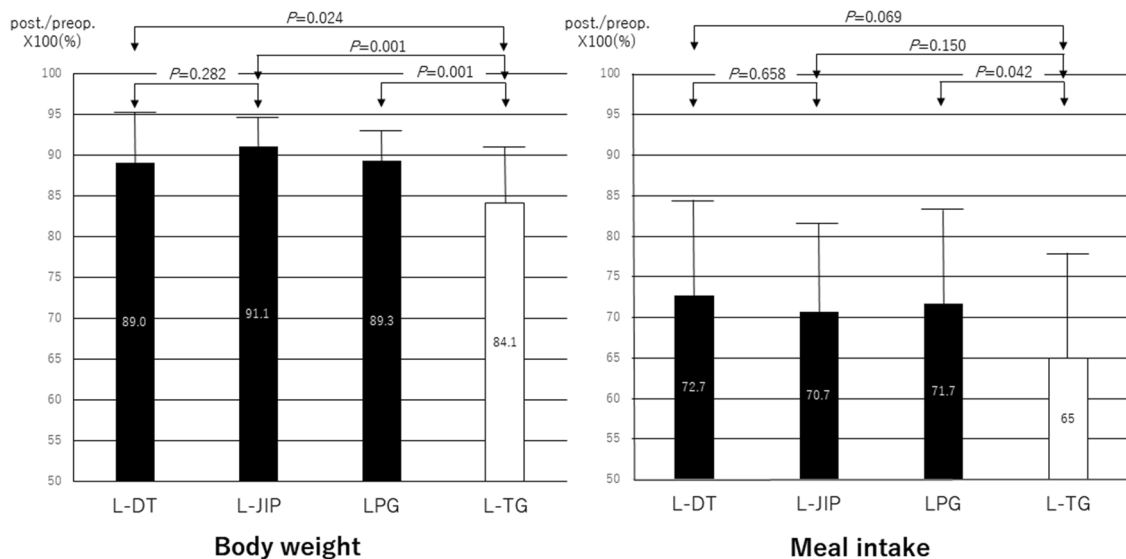 post./preop.
X100(%)
P=0.024
P=0.001
P=0.282
P=0.001
100
95
90
85
80
75
70
65
60
55
50
89.0
91.1
89.3
84.1
L-DT
L-JIP
LPG
L-TG
Body weight
post./preop.
X100(%)
P=0.069
P=0.150
P=0.658
P=0.042
100
95
90
85
80
75
70
65
60
55
50
72.7
70.7
71.7
65
L-DT
L-JIP
LPG
L-TG
Meal intake